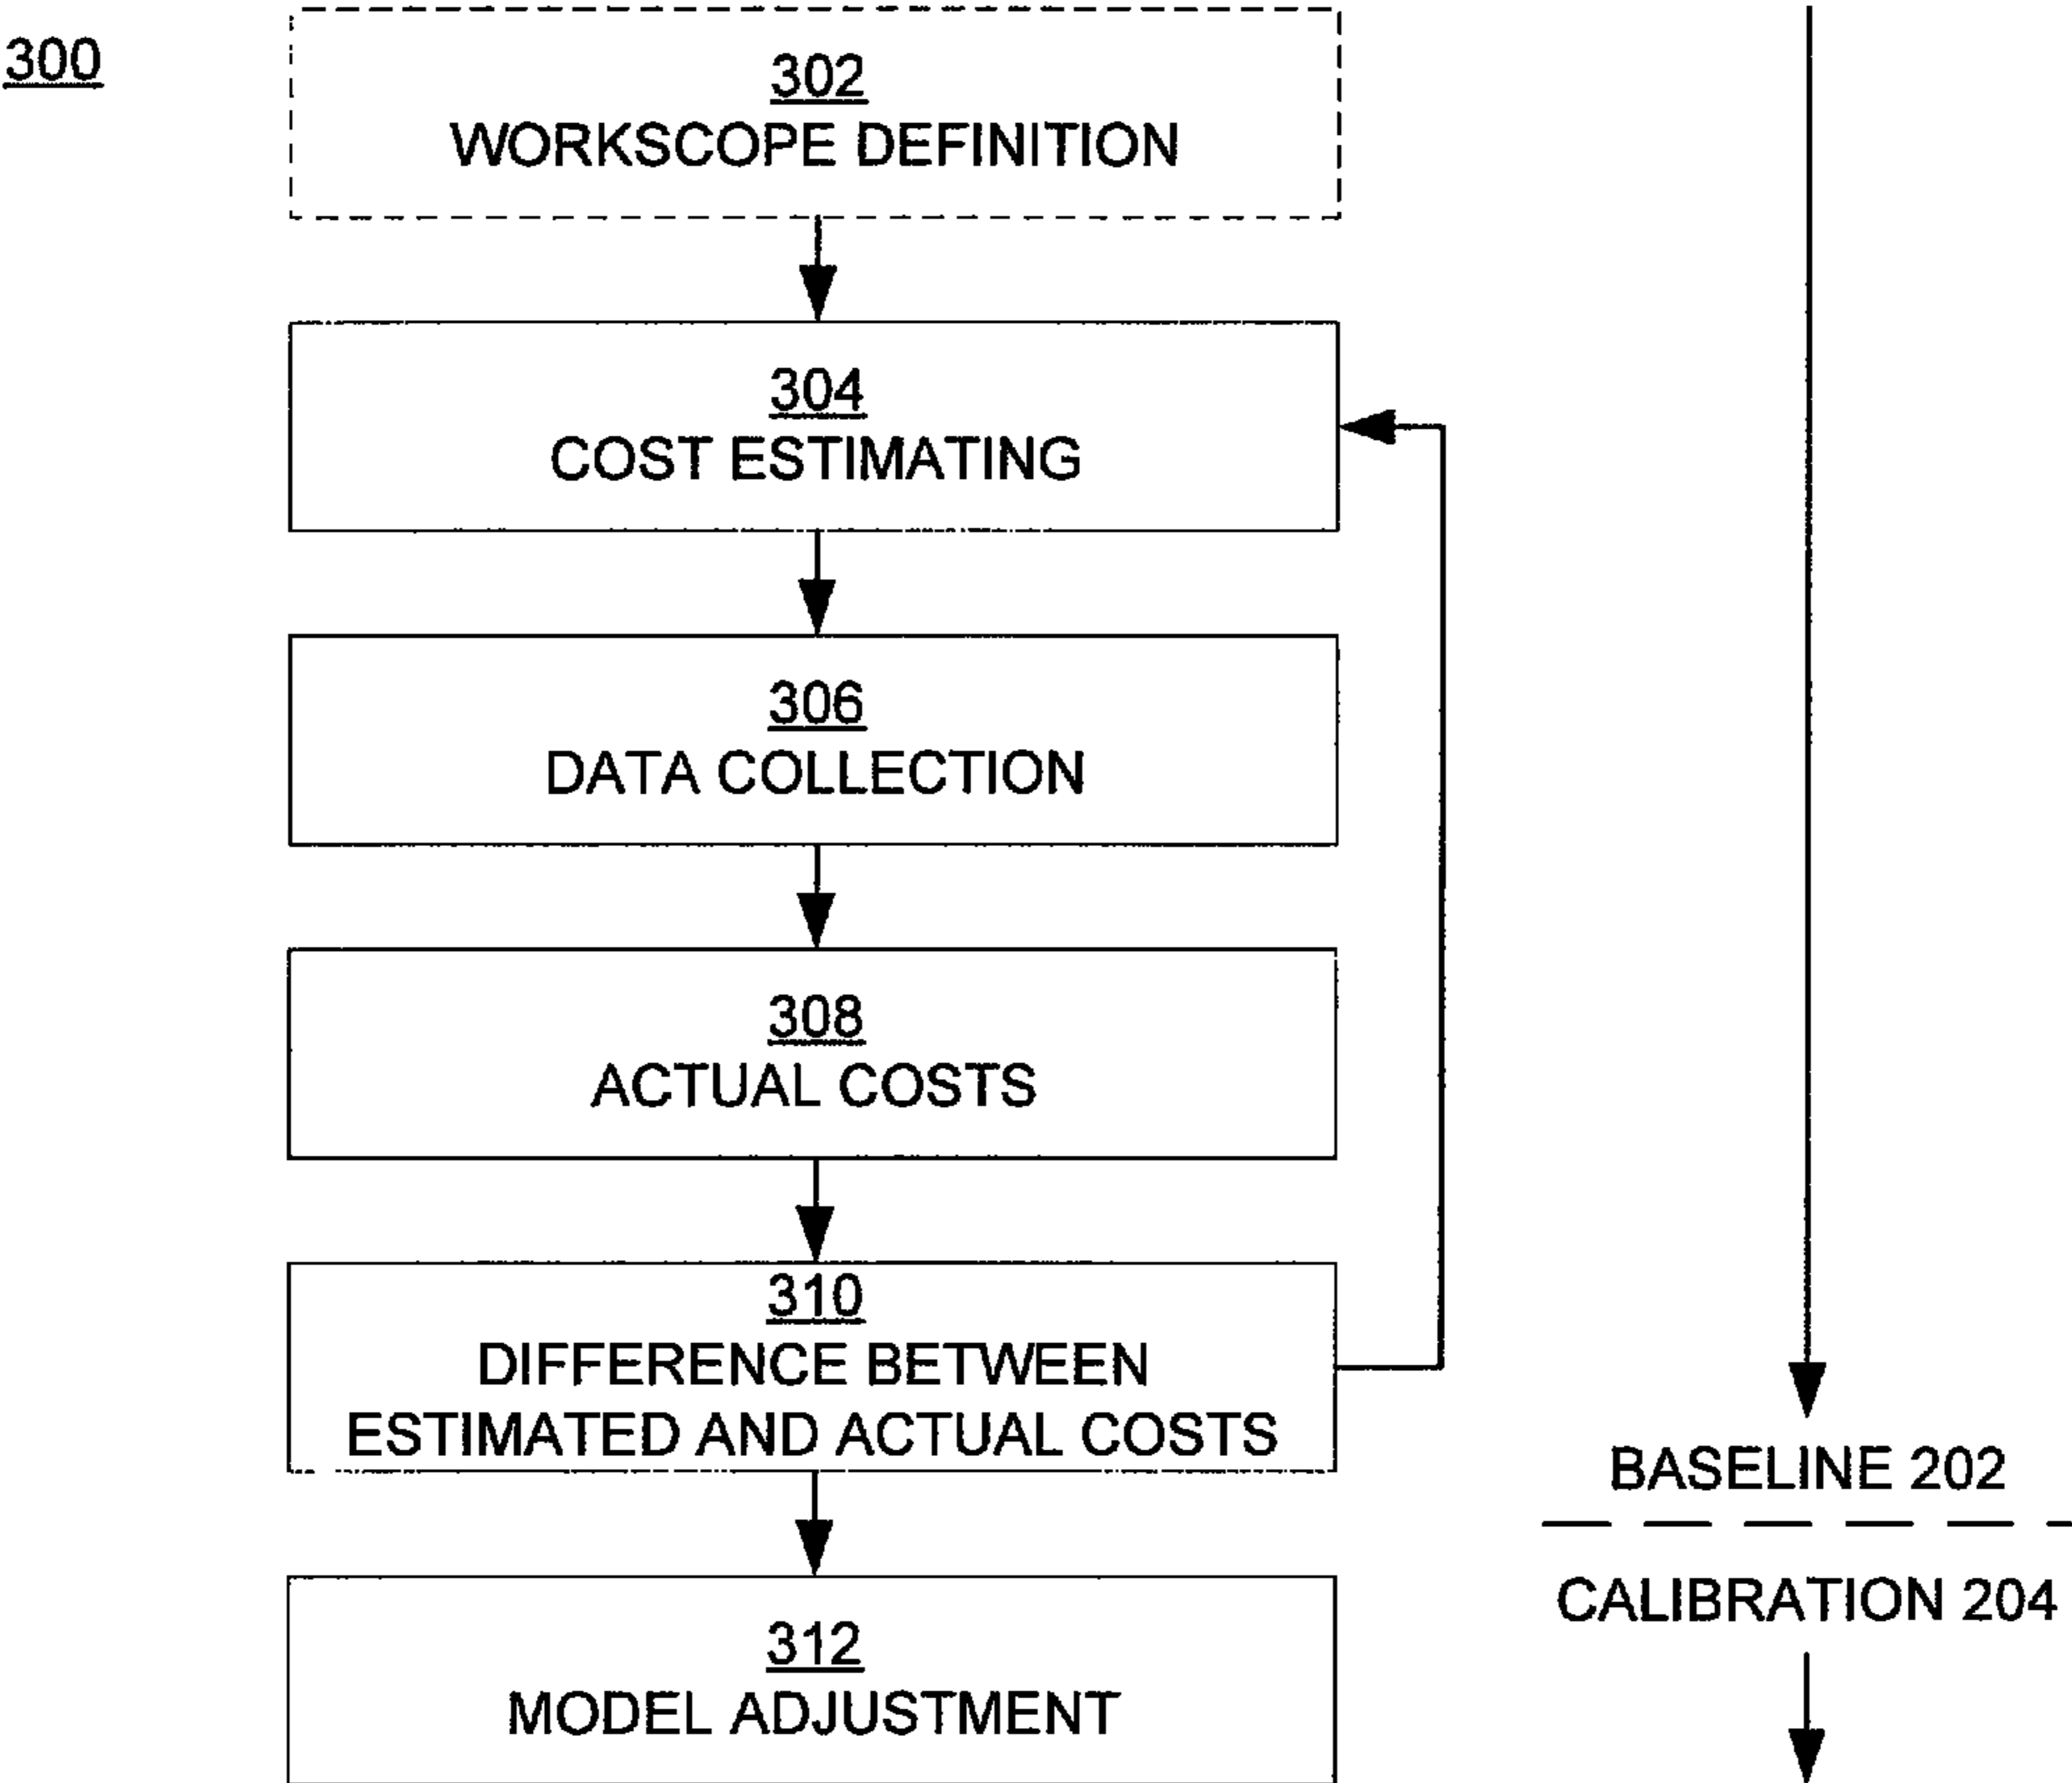 300
302
WORKSCOPE DEFINITION
304
COST ESTIMATING
306
DATA COLLECTION
308
ACTUAL COSTS
310
DIFFERENCE BETWEEN
ESTIMATED AND ACTUAL COSTS
312
MODEL ADJUSTMENT
BASELINE 202
CALIBRATION 204